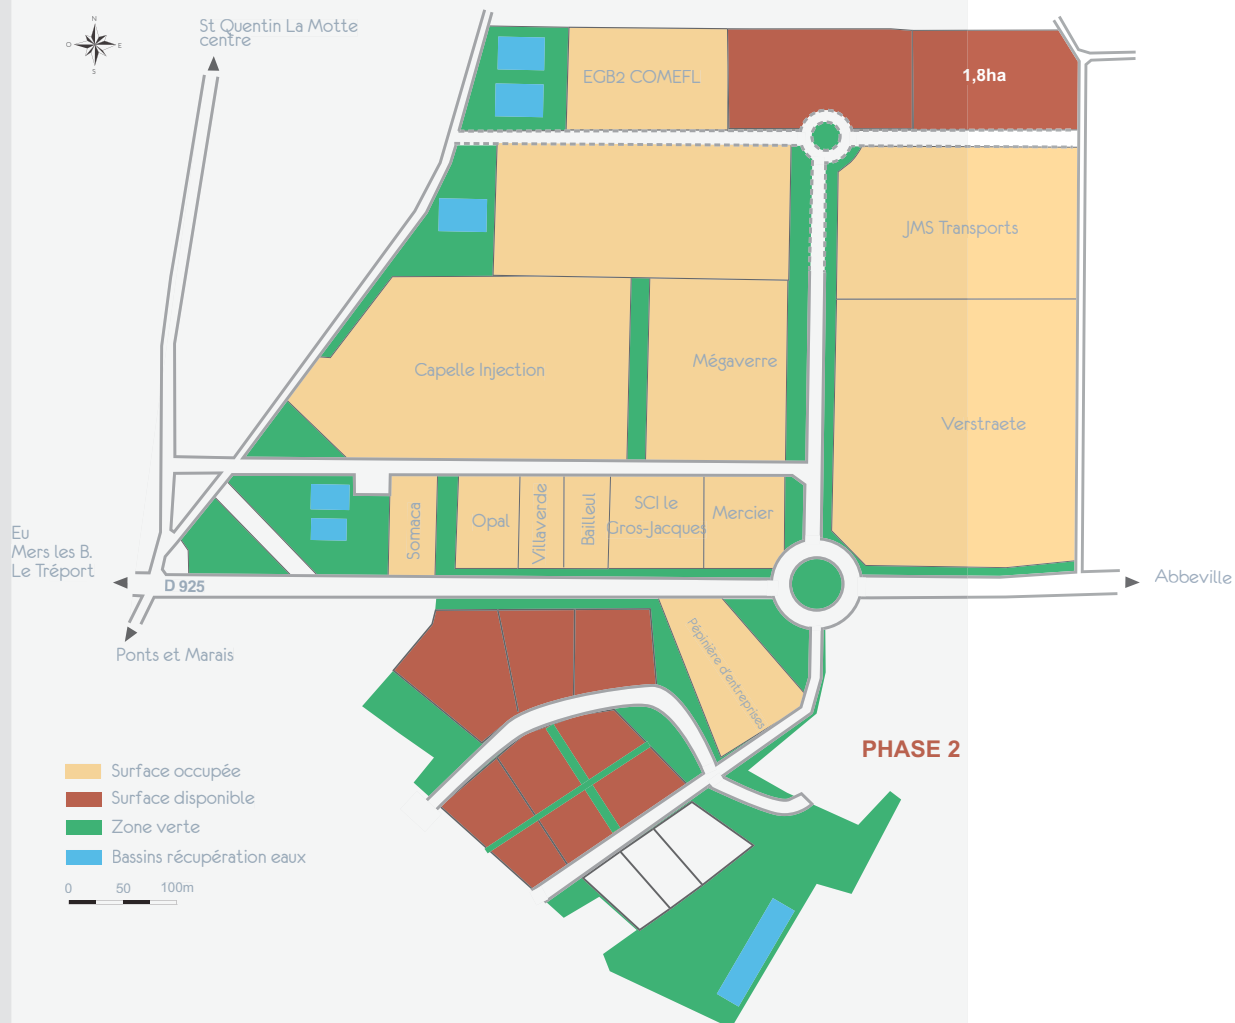 N
O
E
S
St Quentin La Motte
centre
EGB2 COMEFL
1,8ha
JMS Transports
Capelle Injection
Mégaverre
Verstraete
Somaca
Opal
Villaverde
Bailleul
SCI le
Gros-Jacques
Mercier
Eu
Mers les B.
Le Tréport
D 925
Abbeville
Ponts et Marais
Pépinière d'entreprises
PHASE 2
Surface occupée
Surface disponible
Zone verte
Bassins récupération eaux
0 50 100m